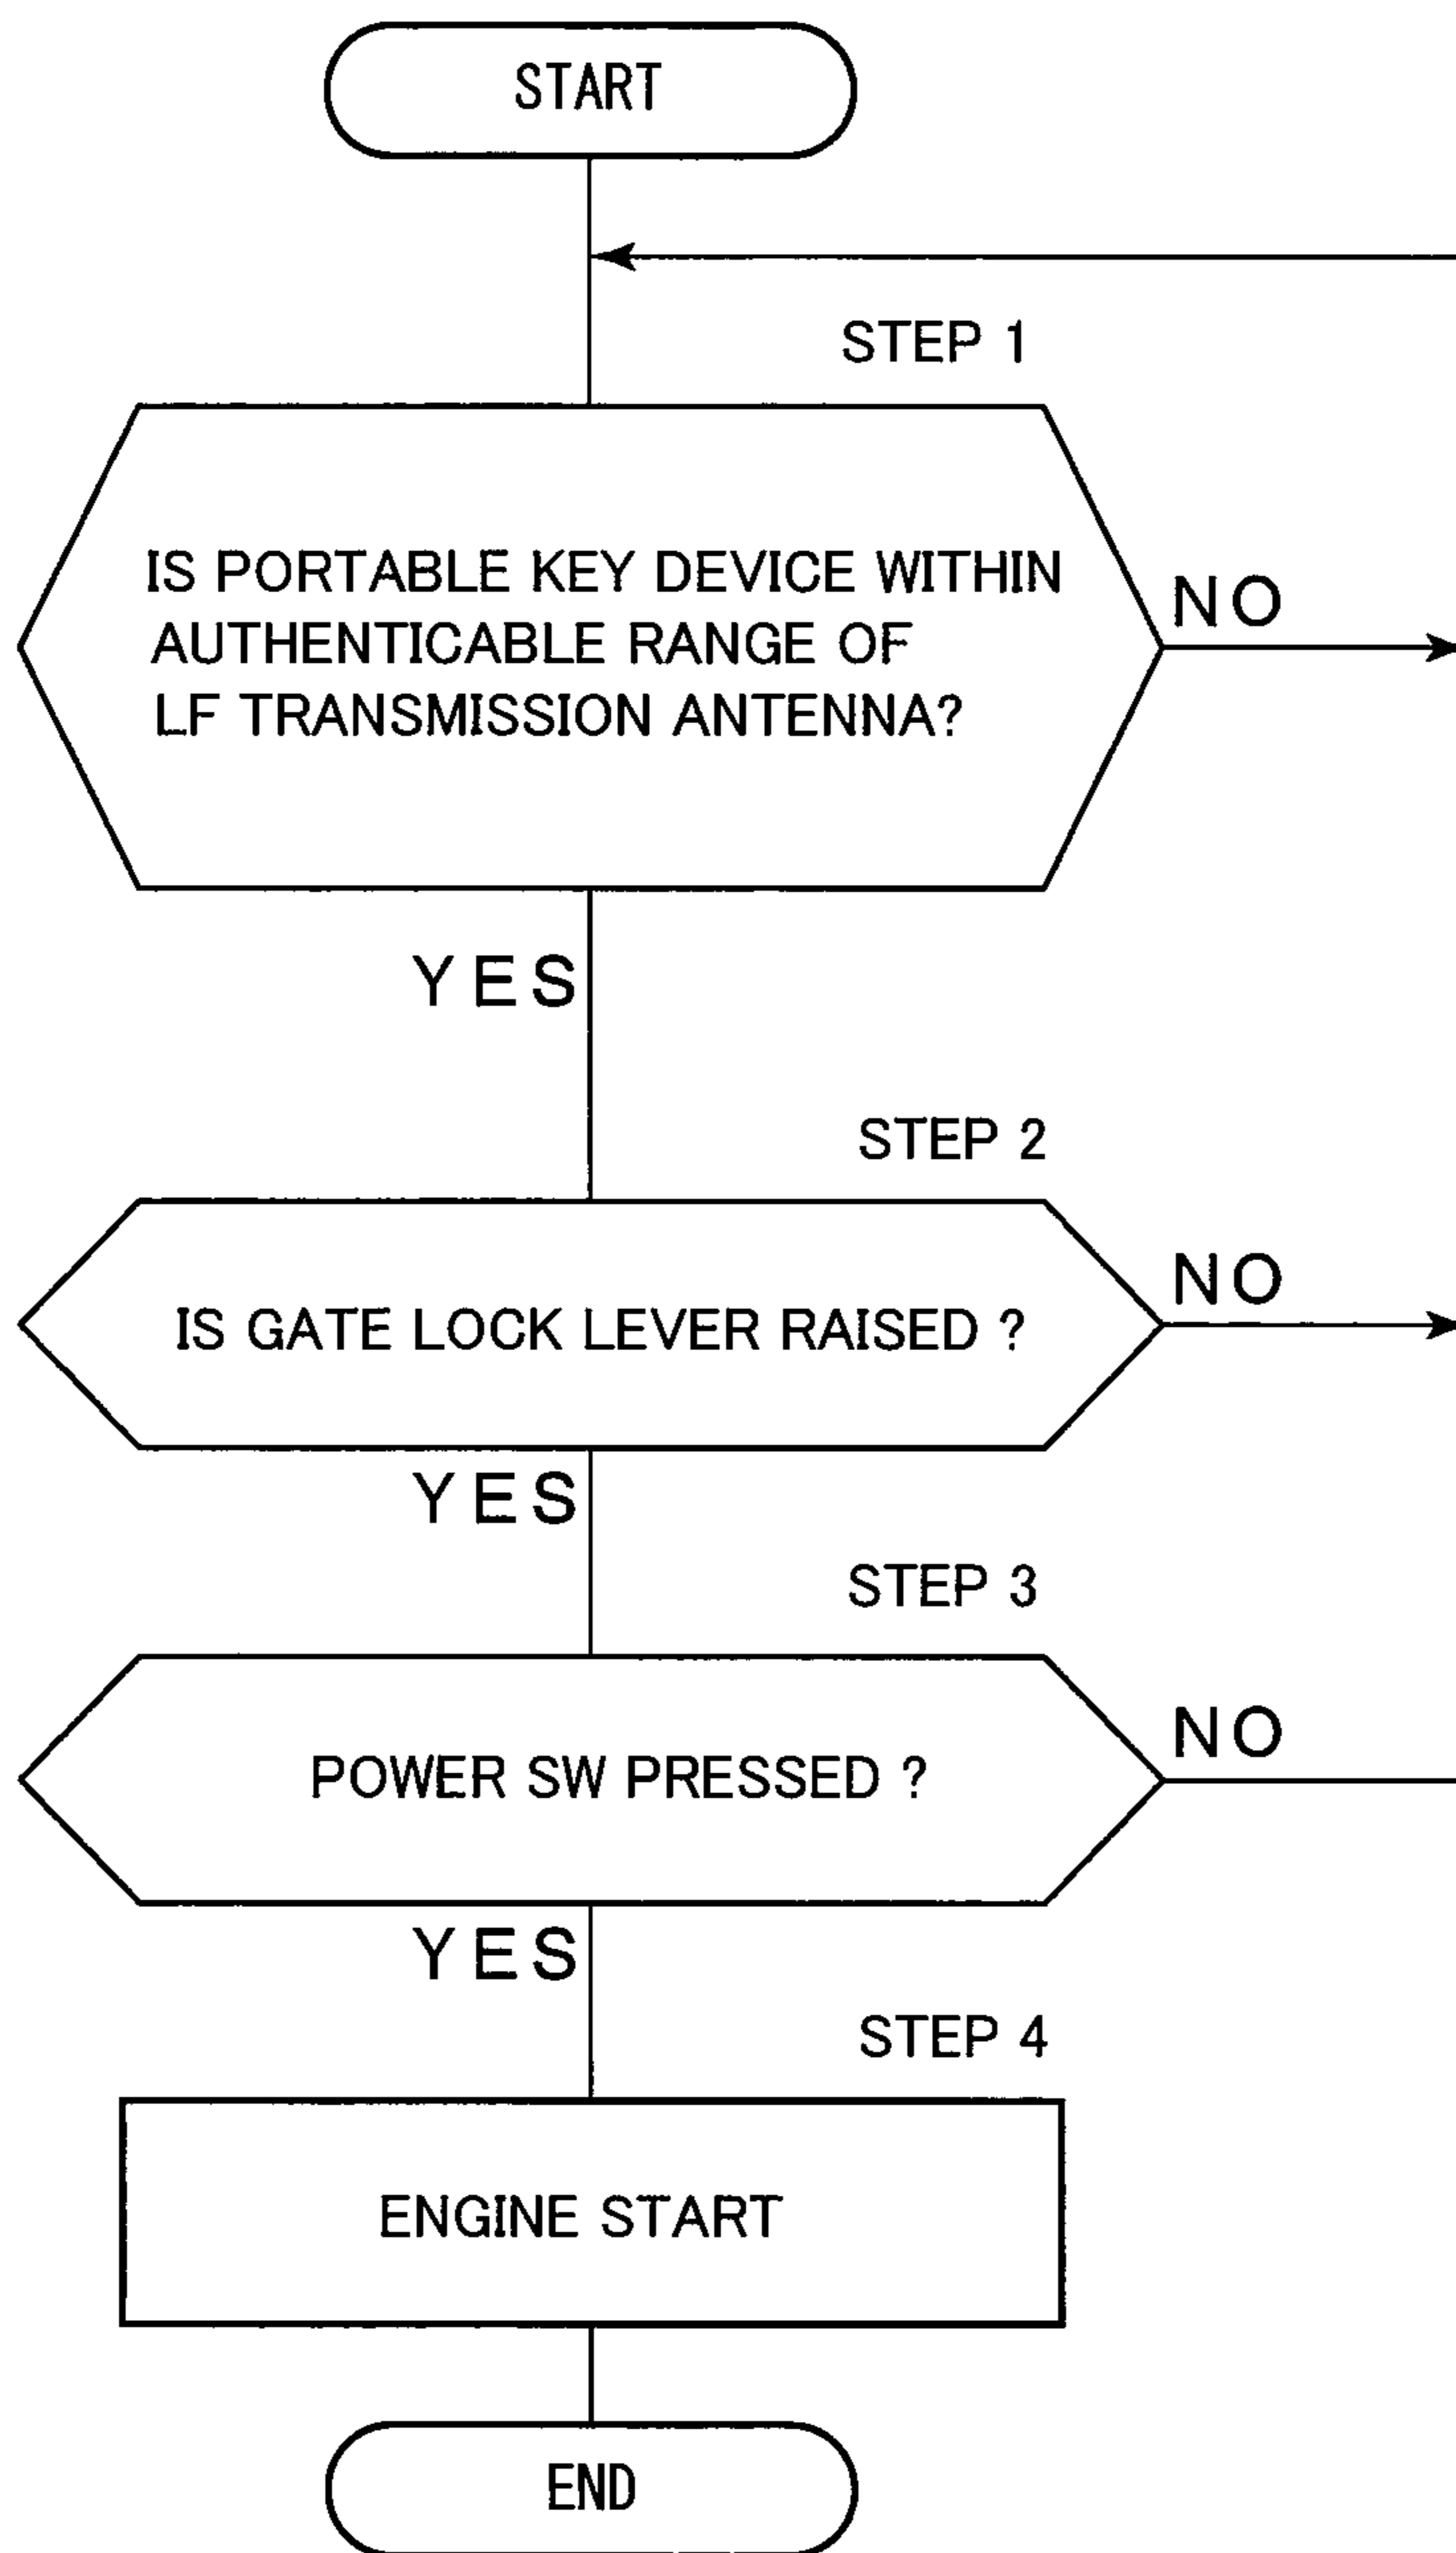 START
STEP 1
IS PORTABLE KEY DEVICE WITHIN
AUTHENTICABLE RANGE OF
LF TRANSMISSION ANTENNA?
NO
YES
STEP 2
IS GATE LOCK LEVER RAISED ?
NO
YES
STEP 3
POWER SW PRESSED ?
NO
YES
STEP 4
ENGINE START
END